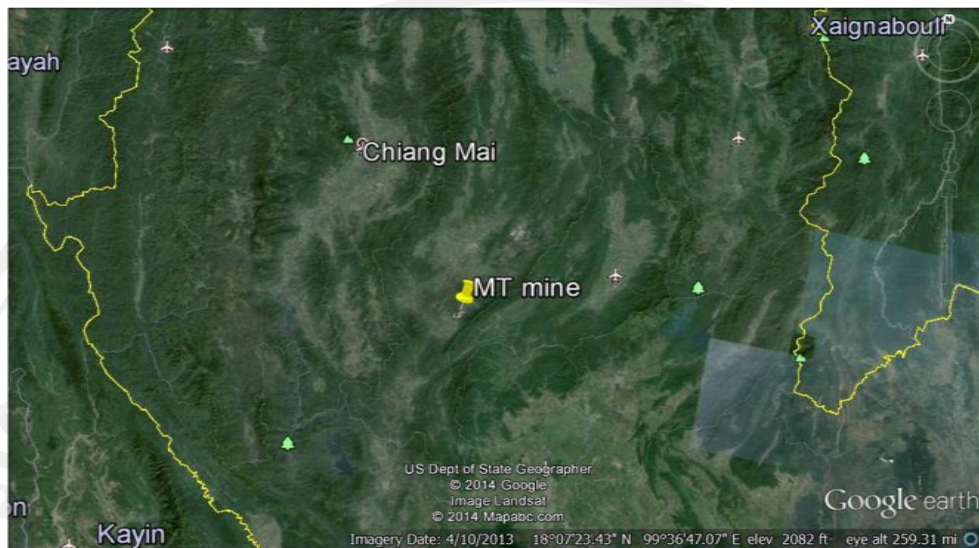 Xaignabouli
N
ayah
Chiang Mai
MT mine
US Dept of State Geographer
© 2014 Google
Image Landsat
© 2014 Mapabc.com
Google earth
on
Kayin
Imagery Date: 4/10/2013 18°07'23.43" N 99°36'47.07" E elev 2082 ft eye alt 259.31 mi